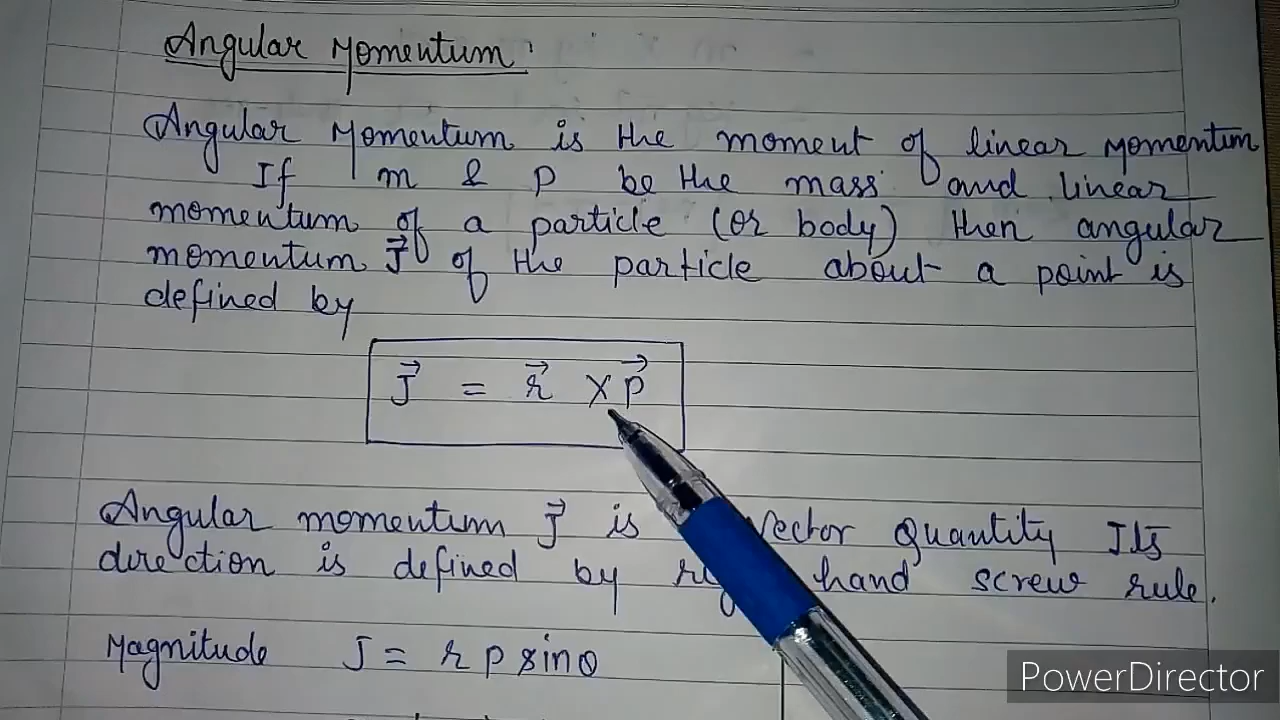 Angular Momentum:
Angular Momentum is the moment of linear Momentum
If m & p be the mass and linear
momentum of a particle (or body) then angular
momentum J⃗ of the particle about a point is
defined by
J⃗ = r⃗ × p⃗
Angular momentum J⃗ is vector quantity Its
direction is defined by hand screw rule.
Magnitude J = r p sinθ
PowerDirector